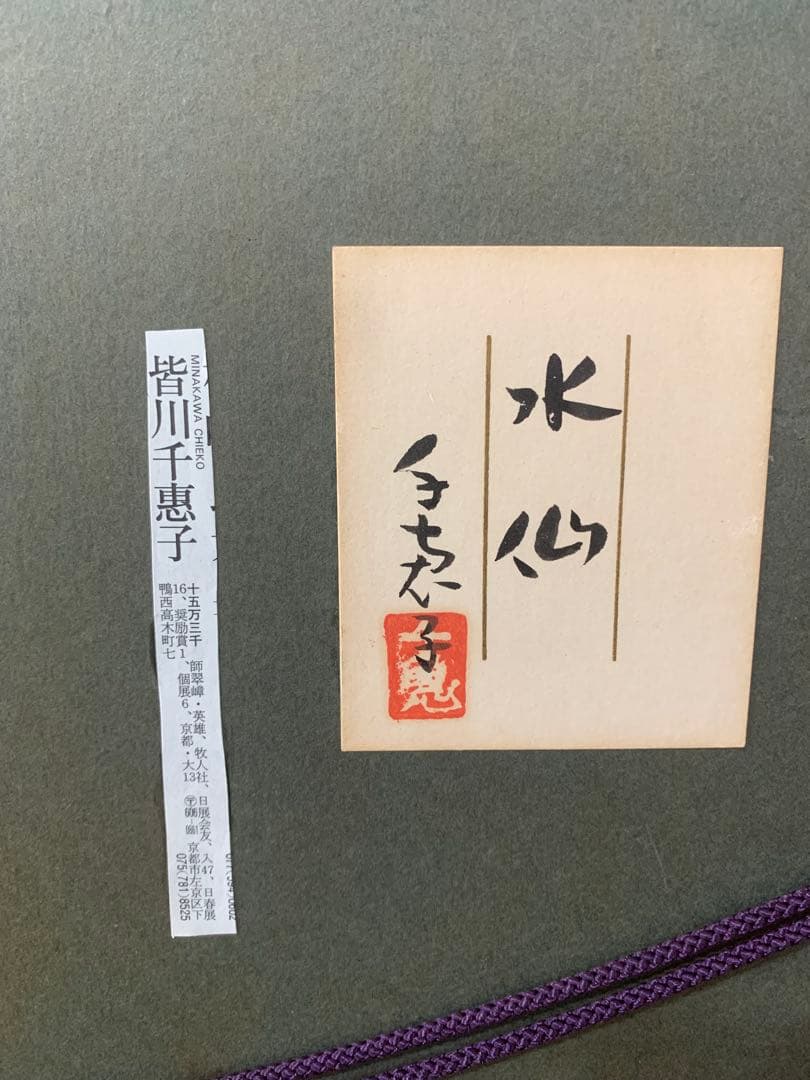 水仙
千恵子
皆川千惠子
MINAKAWA CHIEKO
十五万三千 師翠嶂・英雄、牧人社、日展会友、入47、日春展
16、奨励賞1、個展6、京都・大13 京都市左京区下
鴨西高木町七 075(781)6525